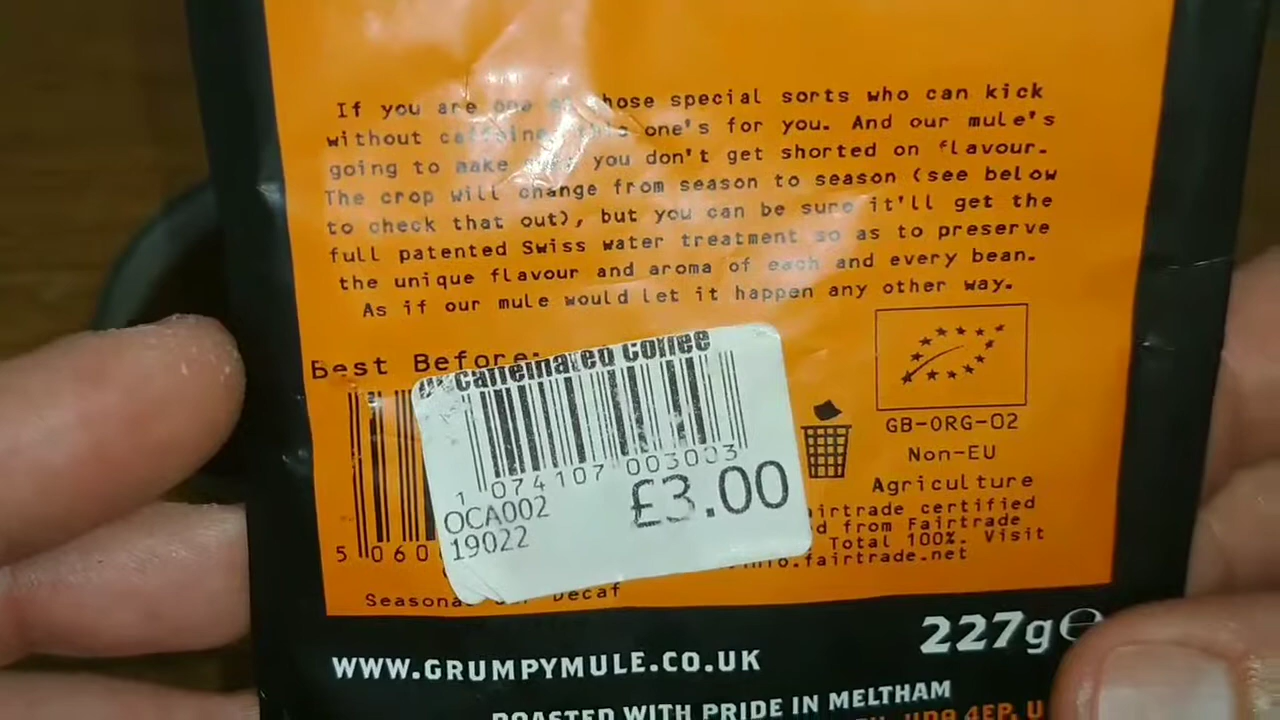 If you are one of those special sorts who can kick
without caffeine this one's for you. And our mule's
going to make sure you don't get shorted on flavour.
The crop will change from season to season (see below
to check that out), but you can be sure it'll get the
full patented Swiss water treatment so as to preserve
the unique flavour and aroma of each and every bean.
As if our mule would let it happen any other way.
Best Before:
Decaffeinated Coffee
1 074107 003003
OCA002
£3.00
19022
5 060
GB-ORG-02
Non-EU
Agriculture
certified
from Fairtrade
Total 100%. Visit
.fairtrade.net
Decaf
227g℮
WWW.GRUMPYMULE.CO.UK
ROASTED WITH PRIDE IN MELTHAM
4EP, U